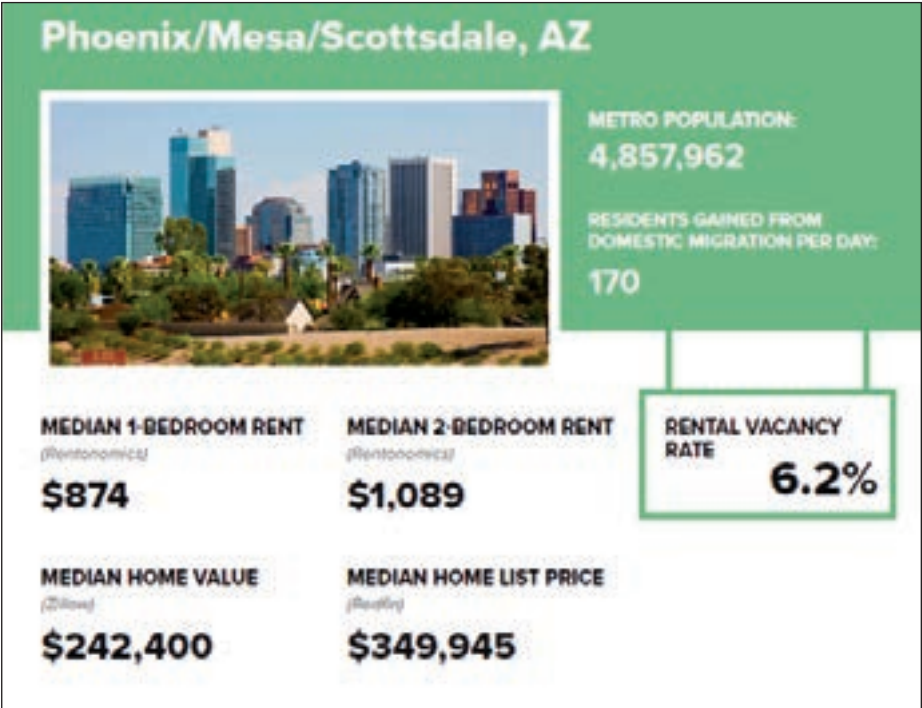 Phoenix/Mesa/Scottsdale, AZ
METRO POPULATION:
4,857,962
RESIDENTS GAINED FROM
DOMESTIC MIGRATION PER DAY:
170
MEDIAN 1-BEDROOM RENT
(Rentonomics)
$874
MEDIAN 2-BEDROOM RENT
(Rentonomics)
$1,089
RENTAL VACANCY
RATE
6.2%
MEDIAN HOME VALUE
(Zillow)
$242,400
MEDIAN HOME LIST PRICE
(Redfin)
$349,945